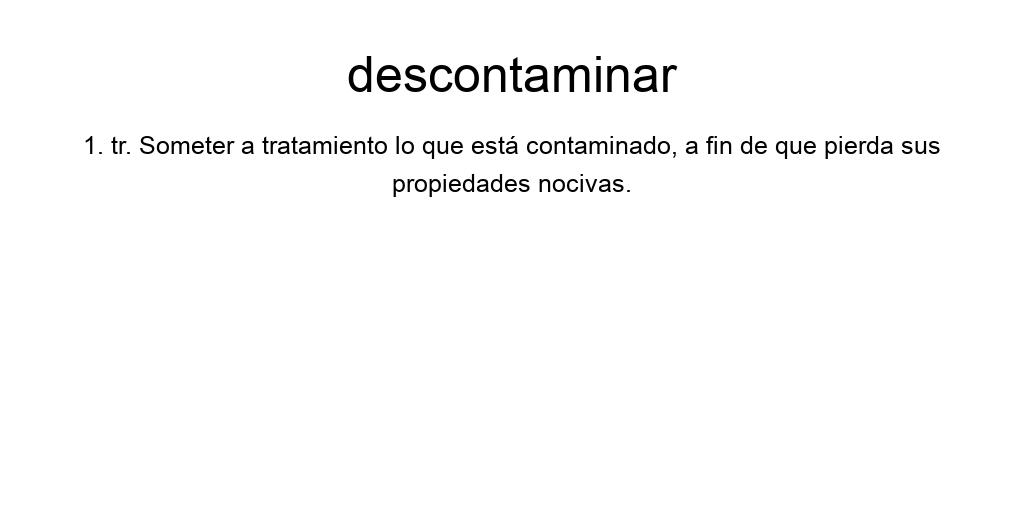 descontaminar
1. tr. Someter a tratamiento lo que está contaminado, a fin de que pierda sus
propiedades nocivas.